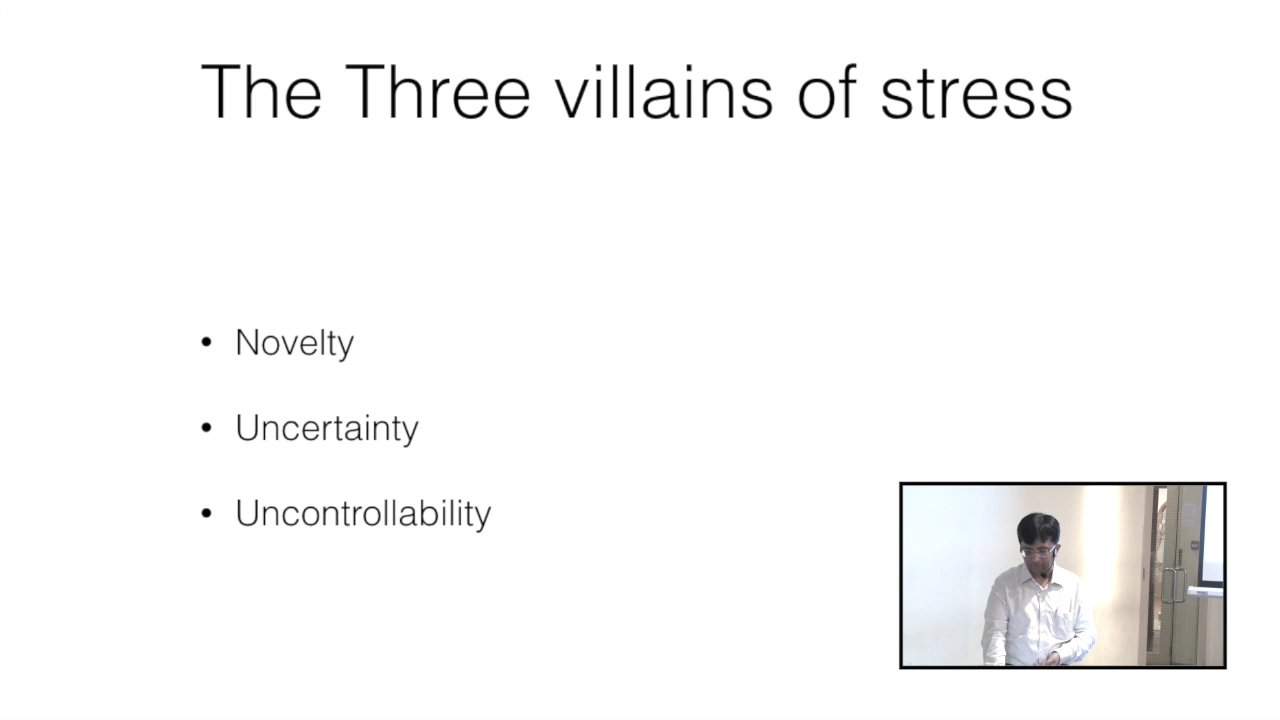 The Three villains of stress
• Novelty
• Uncertainty
• Uncontrollability